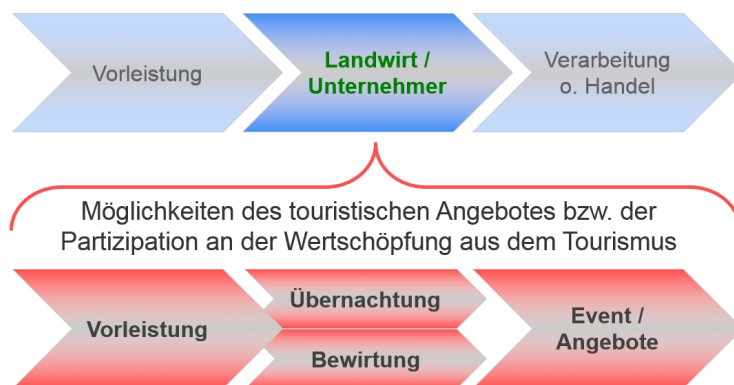 Vorleistung
Landwirt /
Unternehmer
Verarbeitung
o. Handel
Möglichkeiten des touristischen Angebotes bzw. der
Partizipation an der Wertschöpfung aus dem Tourismus
Vorleistung
Übernachtung
Bewirtung
Event /
Angebote